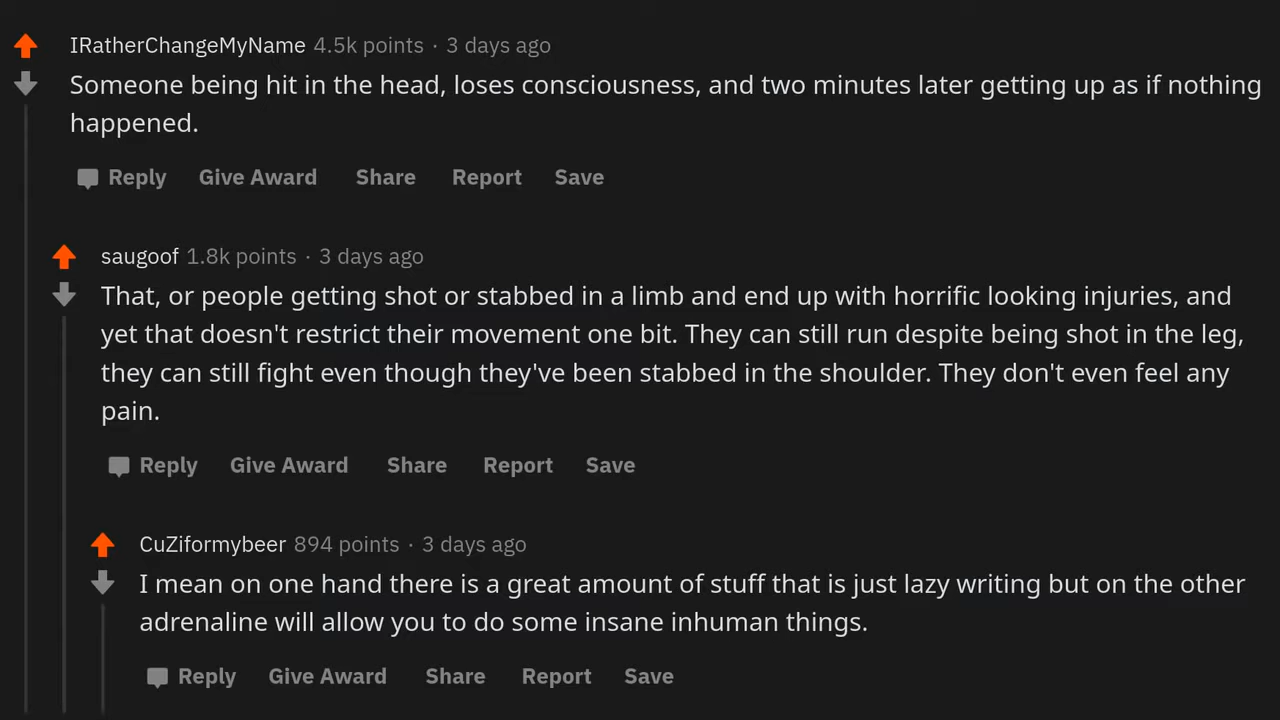 IRatherChangeMyName 4.5k points · 3 days ago
Someone being hit in the head, loses consciousness, and two minutes later getting up as if nothing
happened.
Reply Give Award Share Report Save
saugoof 1.8k points · 3 days ago
That, or people getting shot or stabbed in a limb and end up with horrific looking injuries, and
yet that doesn't restrict their movement one bit. They can still run despite being shot in the leg,
they can still fight even though they've been stabbed in the shoulder. They don't even feel any
pain.
Reply Give Award Share Report Save
CuZiformybeer 894 points · 3 days ago
I mean on one hand there is a great amount of stuff that is just lazy writing but on the other
adrenaline will allow you to do some insane inhuman things.
Reply Give Award Share Report Save